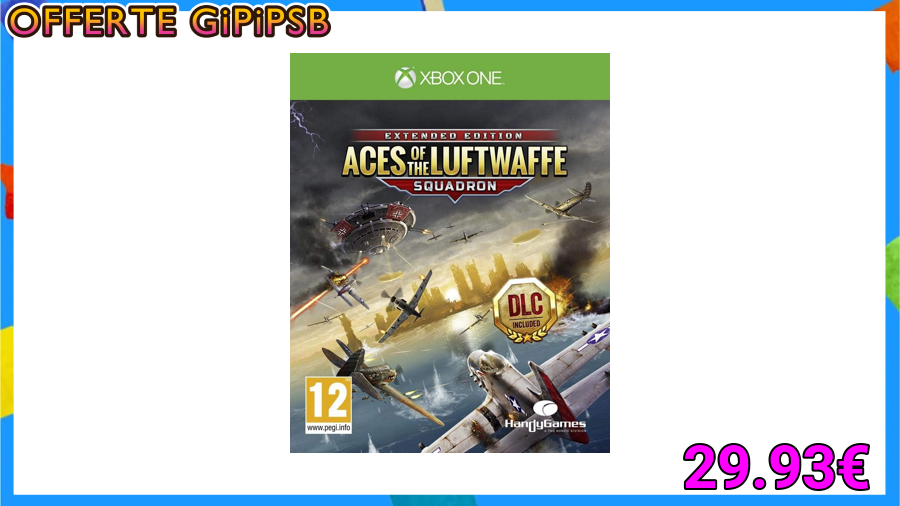 OFFERTE GiPiPSB
XBOX ONE
EXTENDED EDITION
ACES OF THE LUFTWAFFE
SQUADRON
DLC
INCLUDED
12
www.pegi.info
HandyGames
29.93€